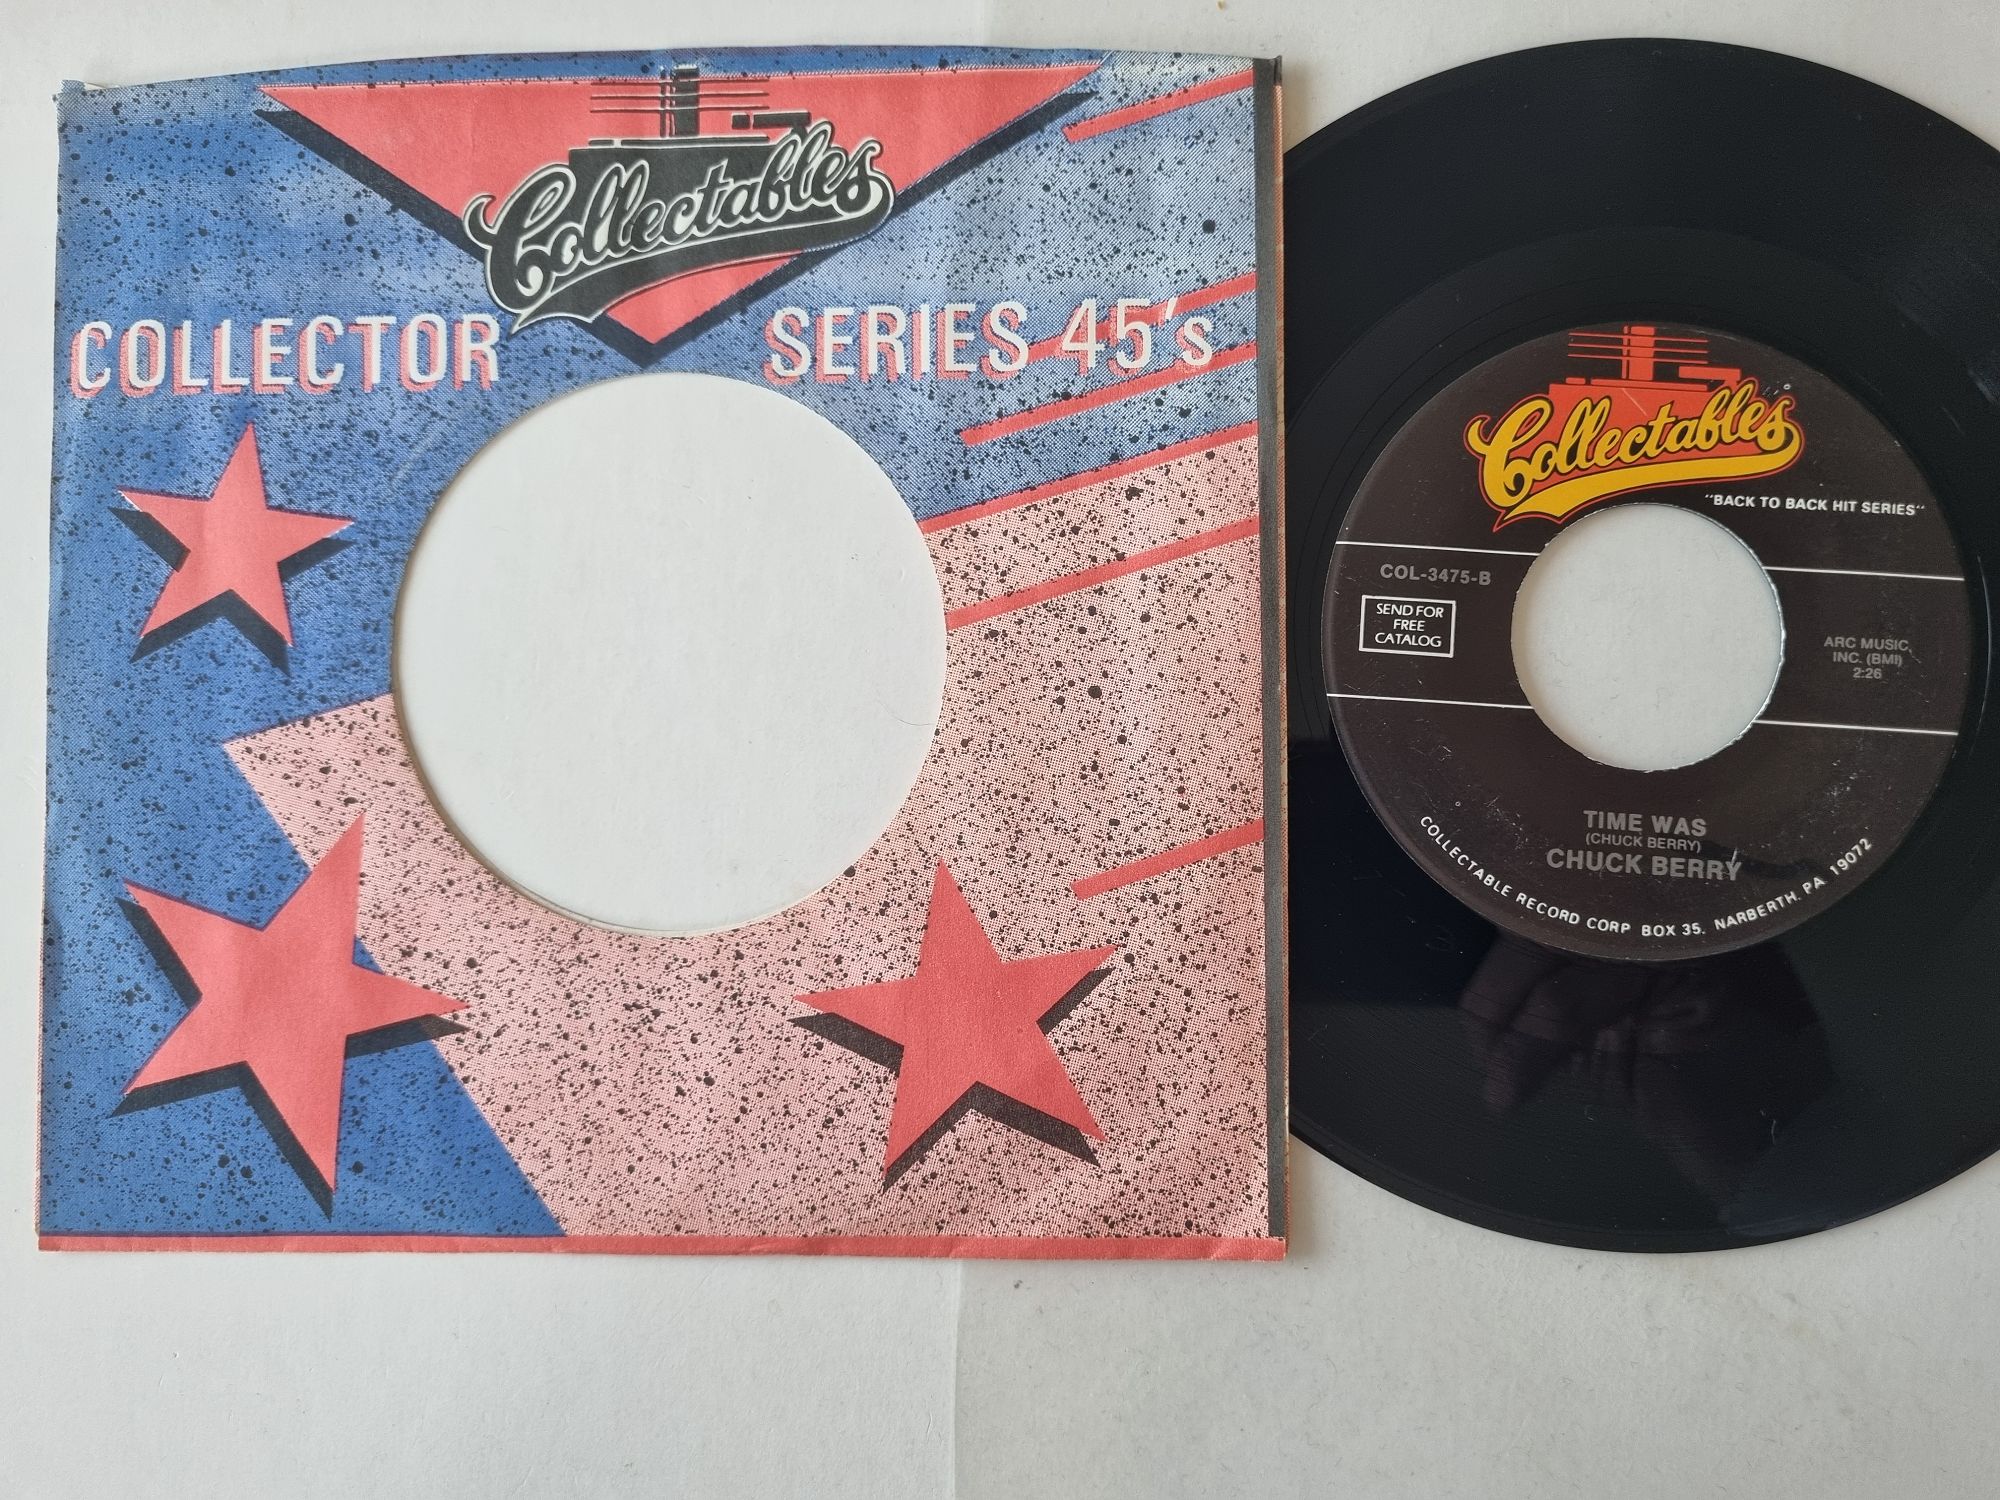 Collectables
COLLECTOR SERIES 45's
Collectables
"BACK TO BACK HIT SERIES"
COL-3475-B
SEND FOR
FREE
CATALOG
ARC MUSIC,
INC. (BMI)
2:26
TIME WAS
(CHUCK BERRY)
CHUCK BERRY
COLLECTABLE RECORD CORP BOX 35, NARBERTH, PA 19072